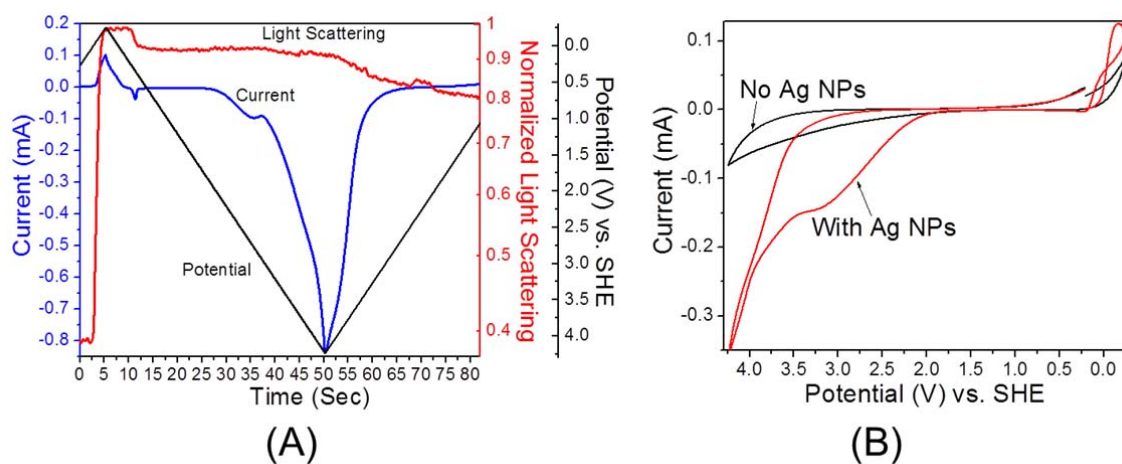 0.2
0.1
0.0
-0.1
-0.2
-0.3
-0.4
-0.5
-0.6
-0.7
-0.8
Current (mA)
0 5 10 15 20 25 30 35 40 45 50 55 60 65 70 75 80
Time (Sec)
Light Scattering
Current
Potential
1
0.9
0.8
0.7
0.6
0.5
0.4
Normalized Light Scattering
0.0
0.5
1.0
1.5
2.0
2.5
3.0
3.5
4.0
Potential (V) vs. SHE
(A)
0.1
0.0
-0.1
-0.2
-0.3
Current (mA)
No Ag NPs
With Ag NPs
4.0 3.5 3.0 2.5 2.0 1.5 1.0 0.5 0.0
Potential (V) vs. SHE
(B)